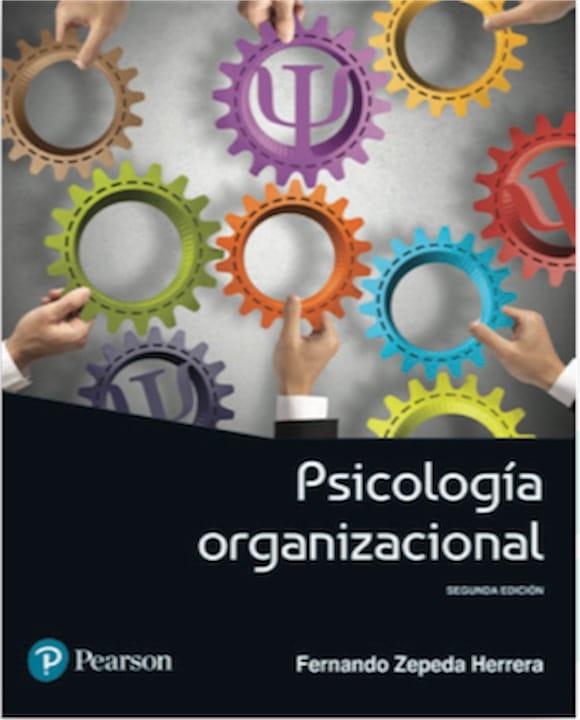 Psicología
organizacional
SEGUNDA EDICIÓN
Pearson
Fernando Zepeda Herrera